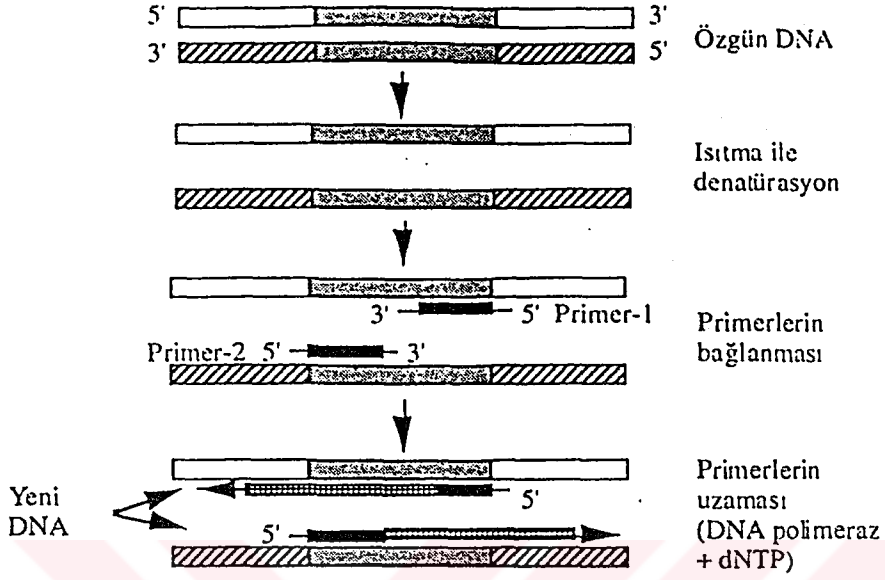 5' 3'
3' 5'
Özgün DNA
Isıtma ile
denatürasyon
3' 5' Primer-1
Primer-2 5' 3'
Primerlerin
bağlanması
Yeni
DNA
5'
5'
Primerlerin
uzaması
(DNA polimeraz
+ dNTP)